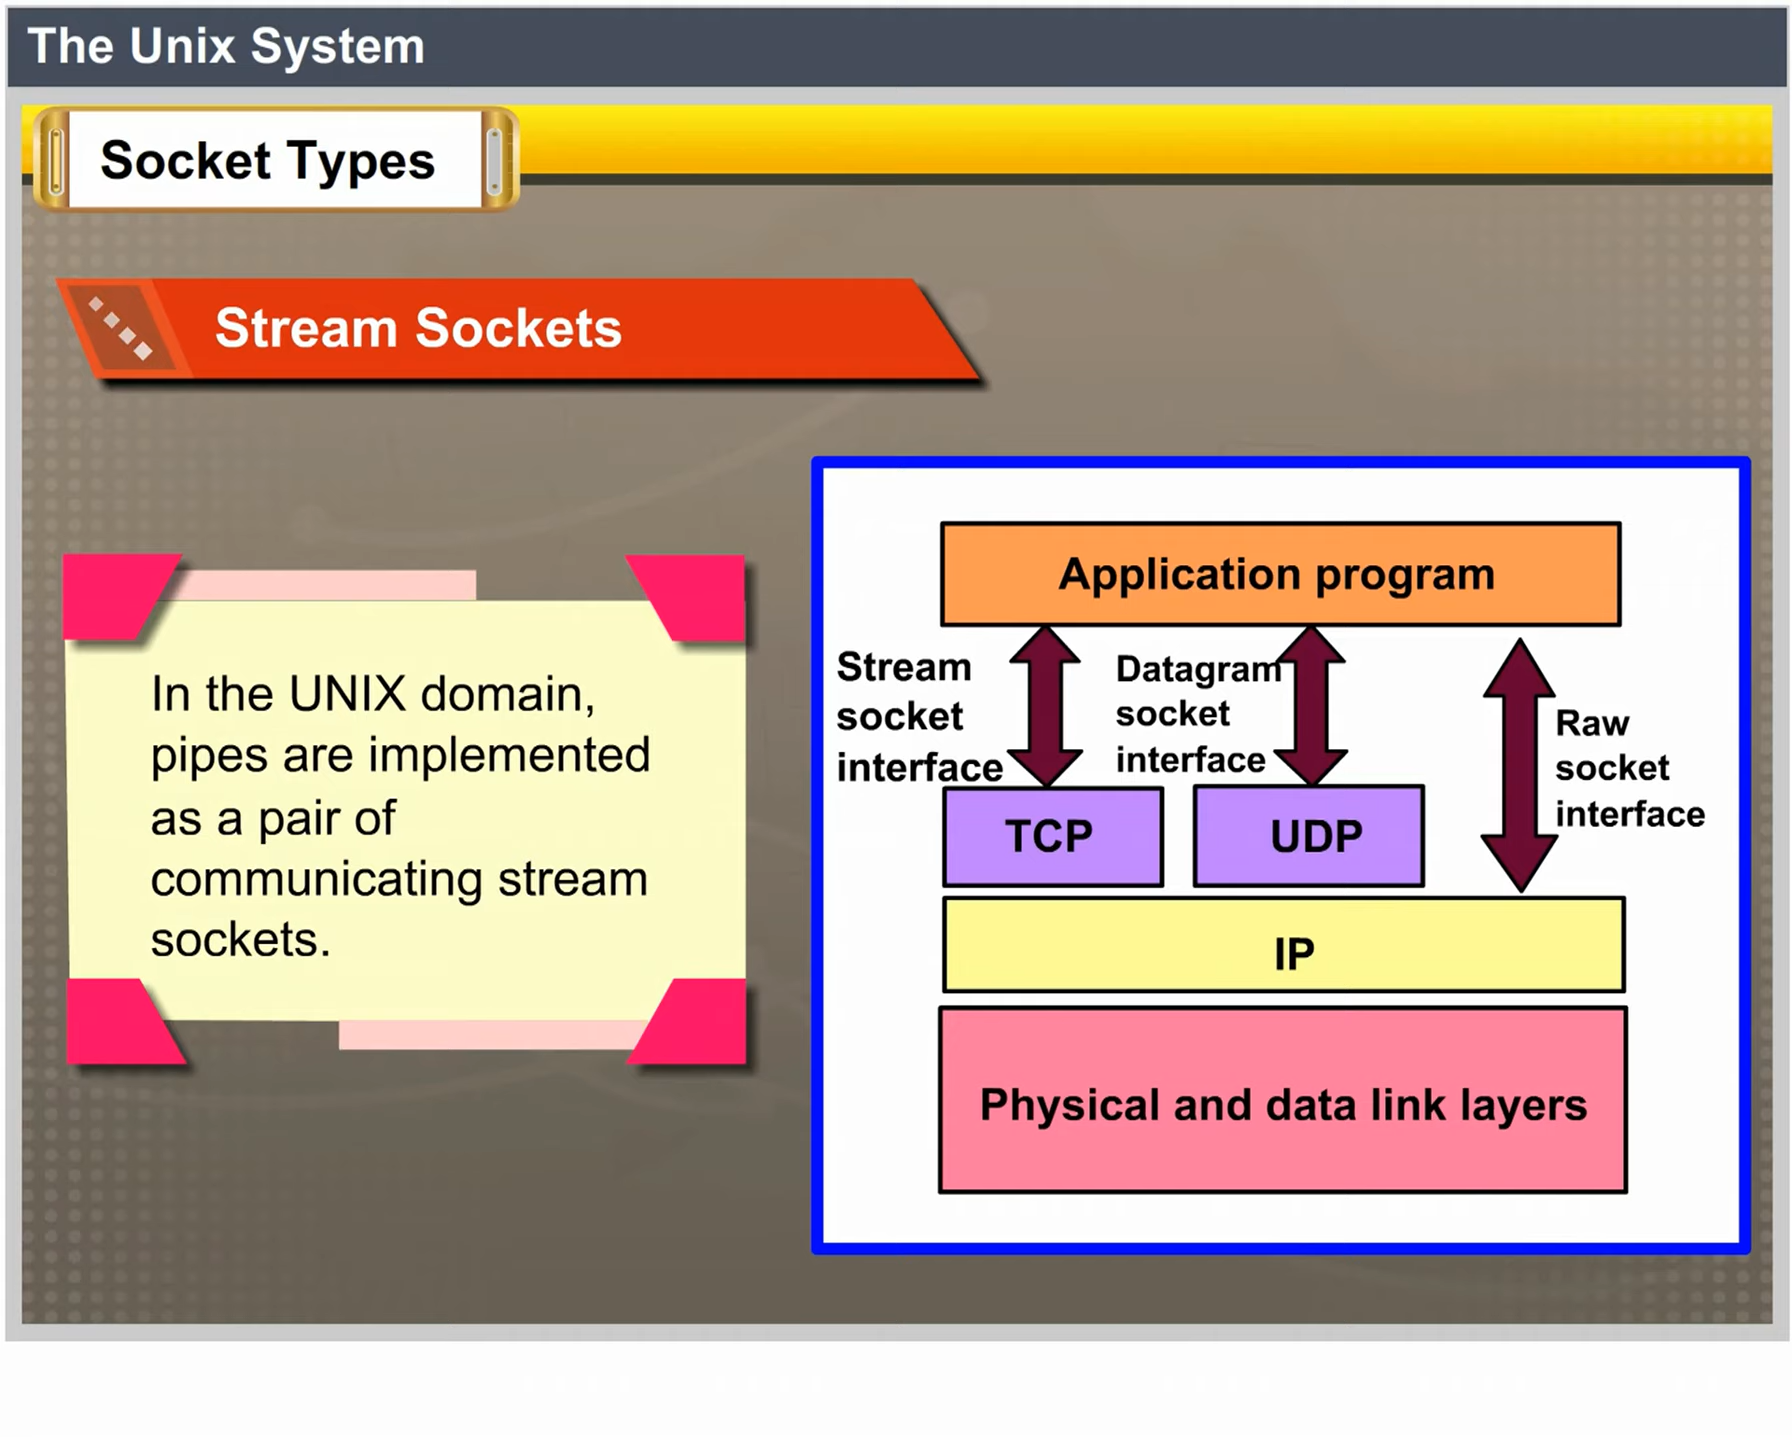 The Unix System
Socket Types
Stream Sockets
In the UNIX domain,
pipes are implemented
as a pair of
communicating stream
sockets.
Application program
Stream
socket
interface
Datagram
socket
interface
Raw
socket
interface
TCP
UDP
IP
Physical and data link layers